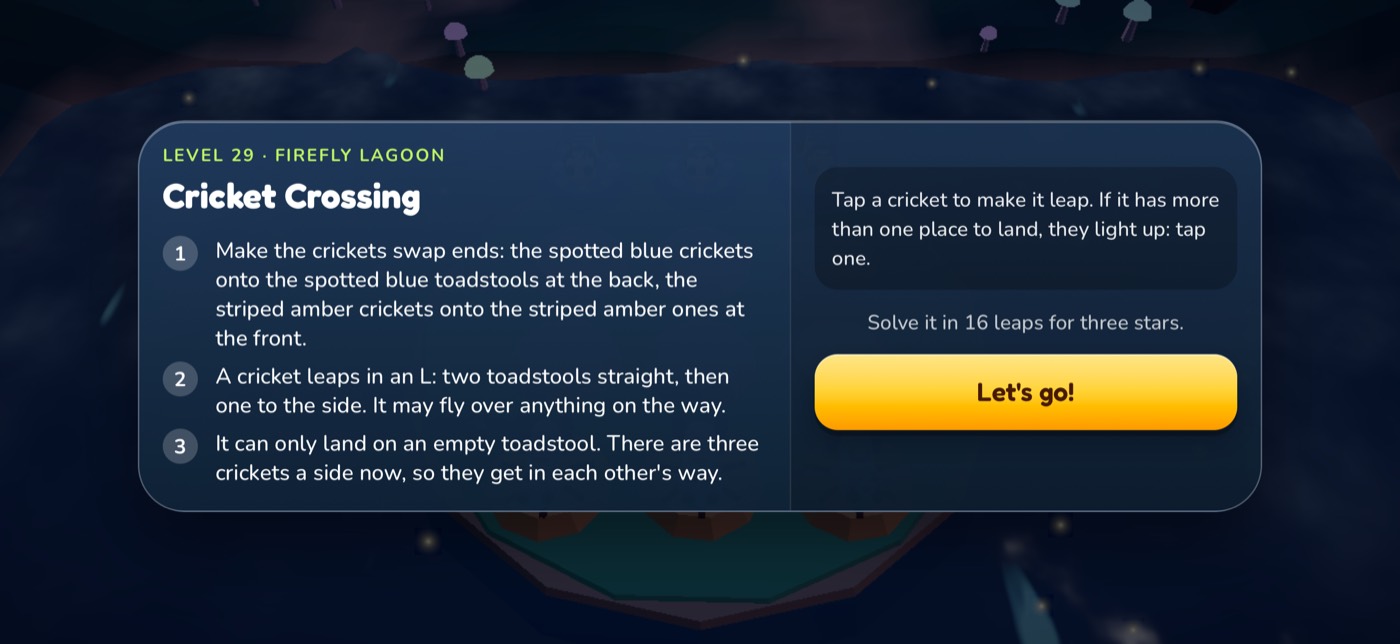 LEVEL 29 · FIREFLY LAGOON
Cricket Crossing
1
Make the crickets swap ends: the spotted blue crickets
onto the spotted blue toadstools at the back, the
striped amber crickets onto the striped amber ones at
the front.
2
A cricket leaps in an L: two toadstools straight, then
one to the side. It may fly over anything on the way.
3
It can only land on an empty toadstool. There are three
crickets a side now, so they get in each other's way.
Tap a cricket to make it leap. If it has more
than one place to land, they light up: tap
one.
Solve it in 16 leaps for three stars.
Let's go!